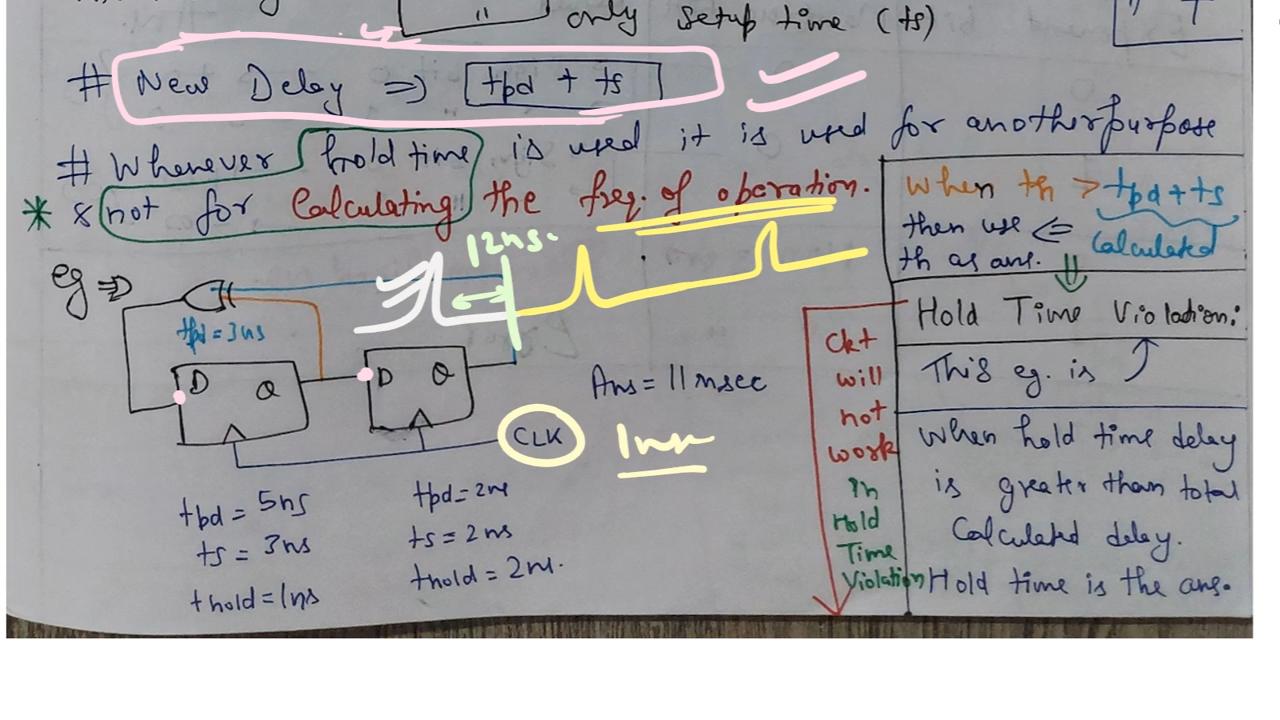 " only setup time (ts)
# New Delay ⇒ tpd + ts
# Whenever hold time is used it is used for another purpose
* & not for Calculating the freq. of operation.
When th > tpd + ts
then use ⇐ Calculated
th as ans.
12ns.
eg ⇒
tpd = 3ns
D Q
D Q
CLK
Ans = 11 nsec
tpd = 5ns
ts = 3ns
thold = 1ns
tpd = 2ns
ts = 2ns
thold = 2ns.
Hold Time Violation:
This eg. is
When hold time delay
is greater than total
Calculated delay.
Hold time is the ans.
Ckt
will
not
work
in
Hold
Time
Violation